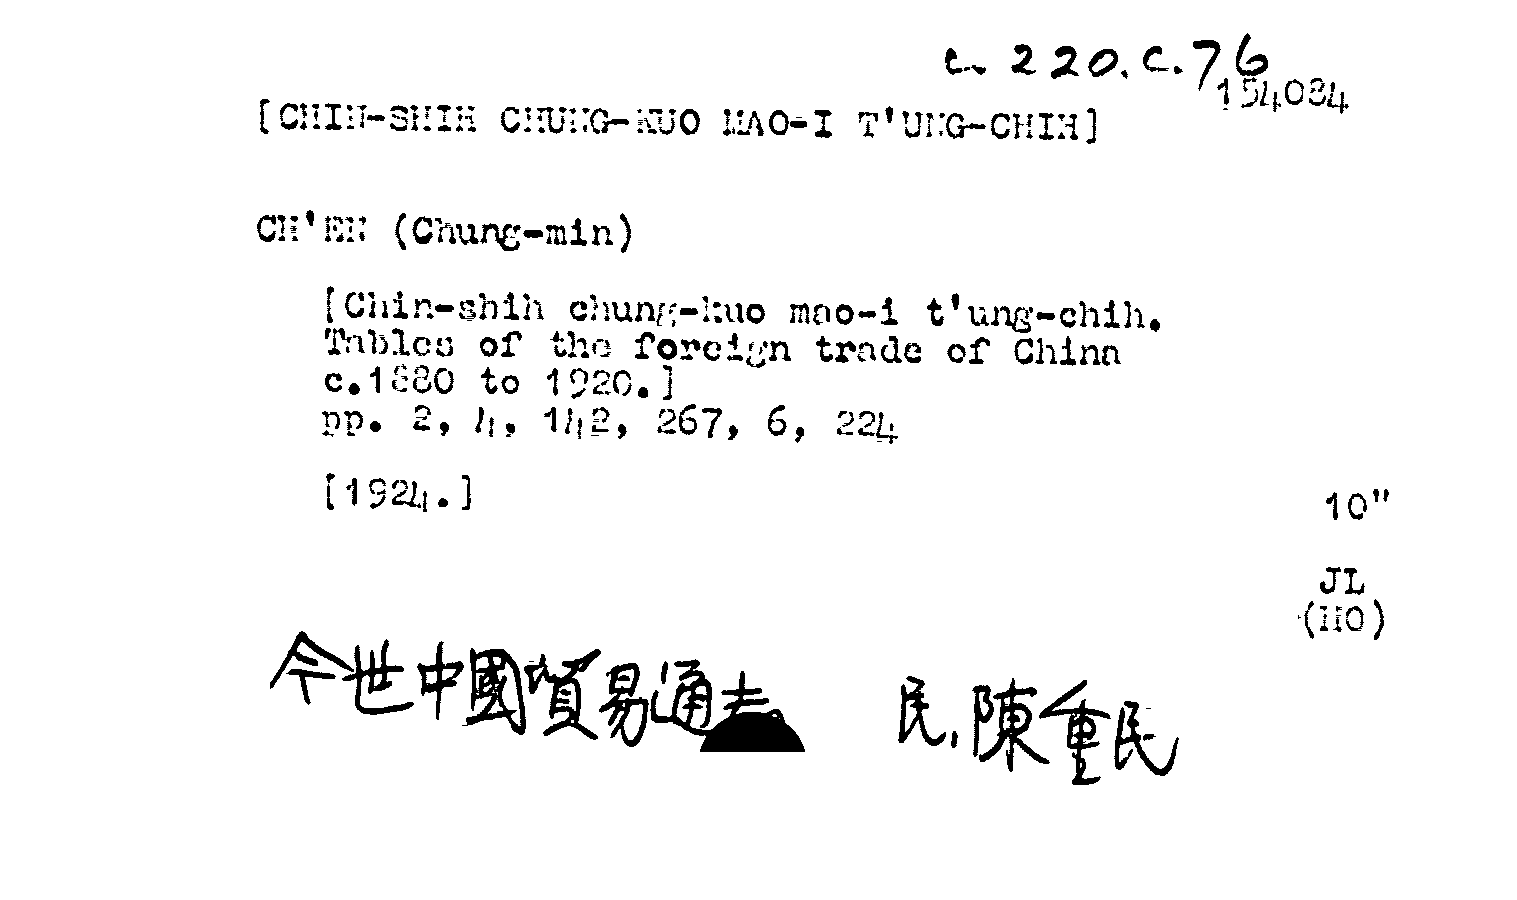 c. 220. c. 76
154084
[CHIN-SHIH CHUNG-KUO MAO-I T'UNG-CHIH]
CH'EN (Chung-min)
[Chin-shih chung-kuo mao-i t'ung-chih.
Tables of the foreign trade of China
c.1880 to 1920.]
pp. 2, 4, 142, 267, 6, 224
[1924.]
10"
JL
(HO)
今世中國貿易通 民, 陳重民